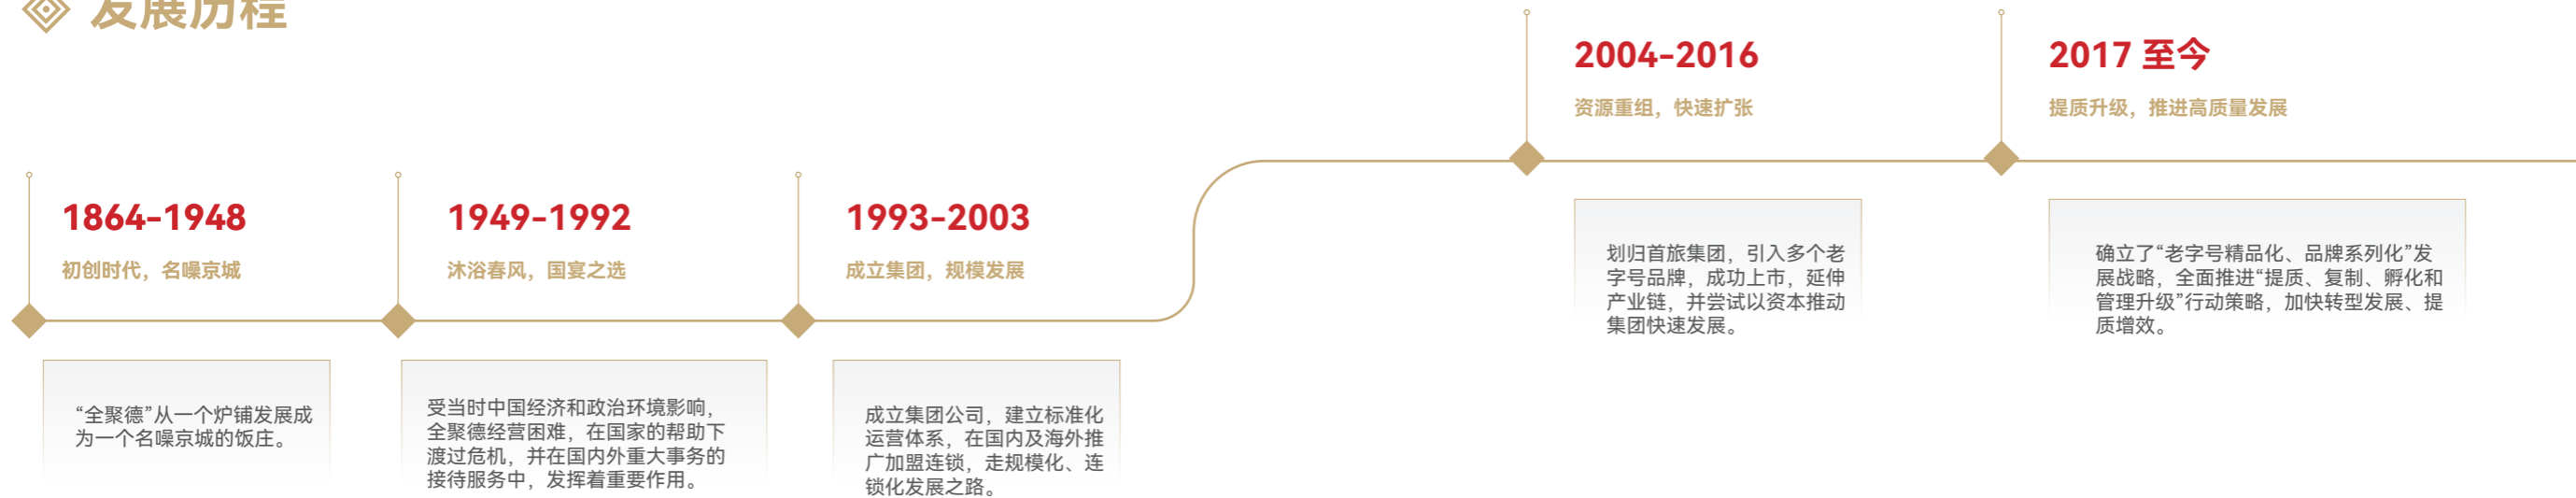 发展历程
1864-1948
初创时代，名噪京城
“全聚德”从一个炉铺发展成
为一个名噪京城的饭庄。
1949-1992
沐浴春风，国宴之选
受当时中国经济和政治环境影响，
全聚德经营困难，在国家的帮助下
渡过危机，并在国内外重大事务的
接待服务中，发挥着重要作用。
1993-2003
成立集团，规模发展
成立集团公司，建立标准化
运营体系，在国内及海外推
广加盟连锁，走规模化、连
锁化发展之路。
2004-2016
资源重组，快速扩张
划归首旅集团，引入多个老
字号品牌，成功上市，延伸
产业链，并尝试以资本推动
集团快速发展。
2017 至今
提质升级，推进高质量发展
确立了“老字号精品化、品牌系列化”发
展战略，全面推进“提质、复制、孵化和
管理升级”行动策略，加快转型发展、提
质增效。